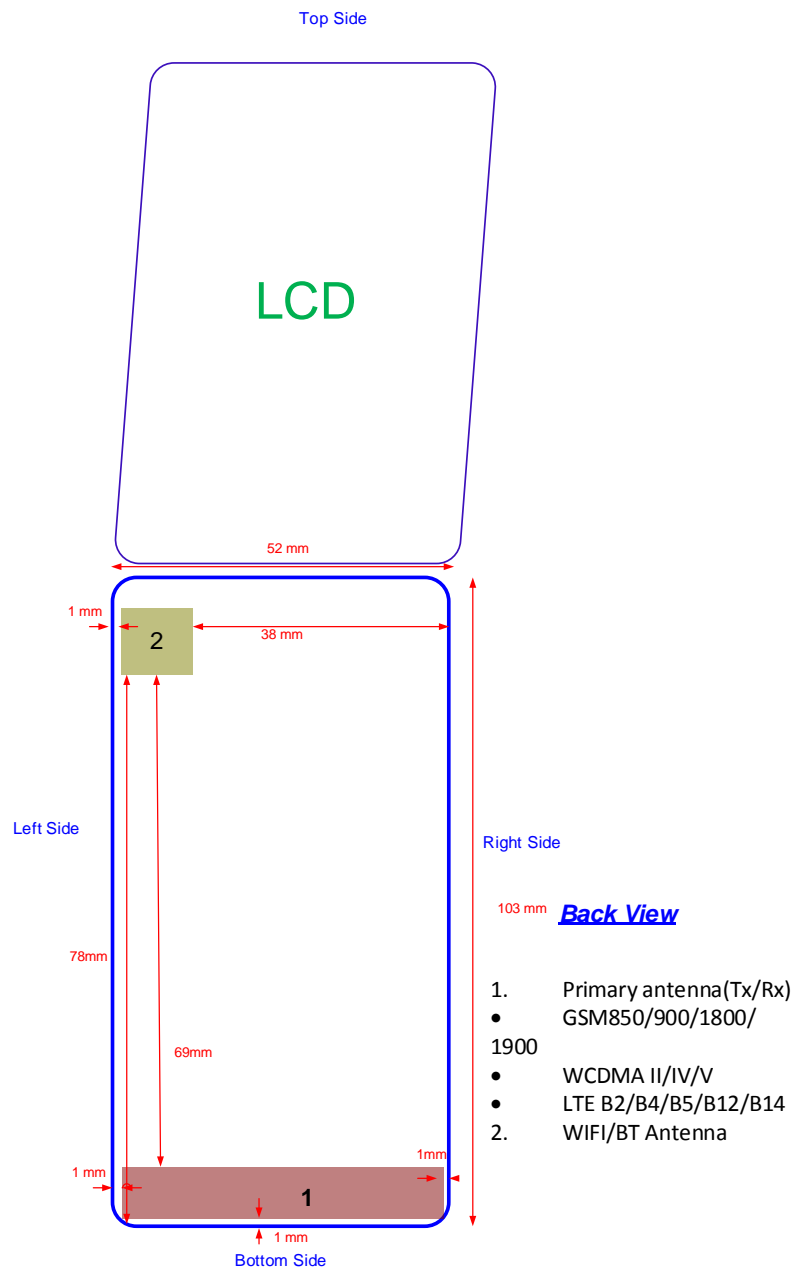 Top Side
LCD
52 mm
1 mm
2
38 mm
Left Side
Right Side
103 mm Back View
78mm
1. Primary antenna(Tx/Rx)
• GSM850/900/1800/
1900
• WCDMA II/IV/V
• LTE B2/B4/B5/B12/B14
2. WIFI/BT Antenna
69mm
1mm
1 mm
1
1 mm
Bottom Side